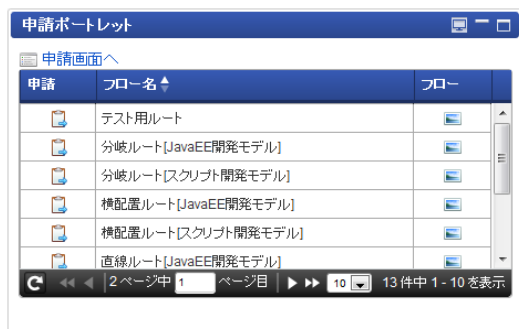 申請ポートレット
申請画面へ
申請 フロー名 フロー
テスト用ルート
分岐ルート[JavaEE開発モデル]
分岐ルート[スクリプト開発モデル]
横配置ルート[JavaEE開発モデル]
横配置ルート[スクリプト開発モデル]
直線ルート[JavaEE開発モデル]
2 ページ中 1 ページ目 10 13 件中 1 - 10 を表示